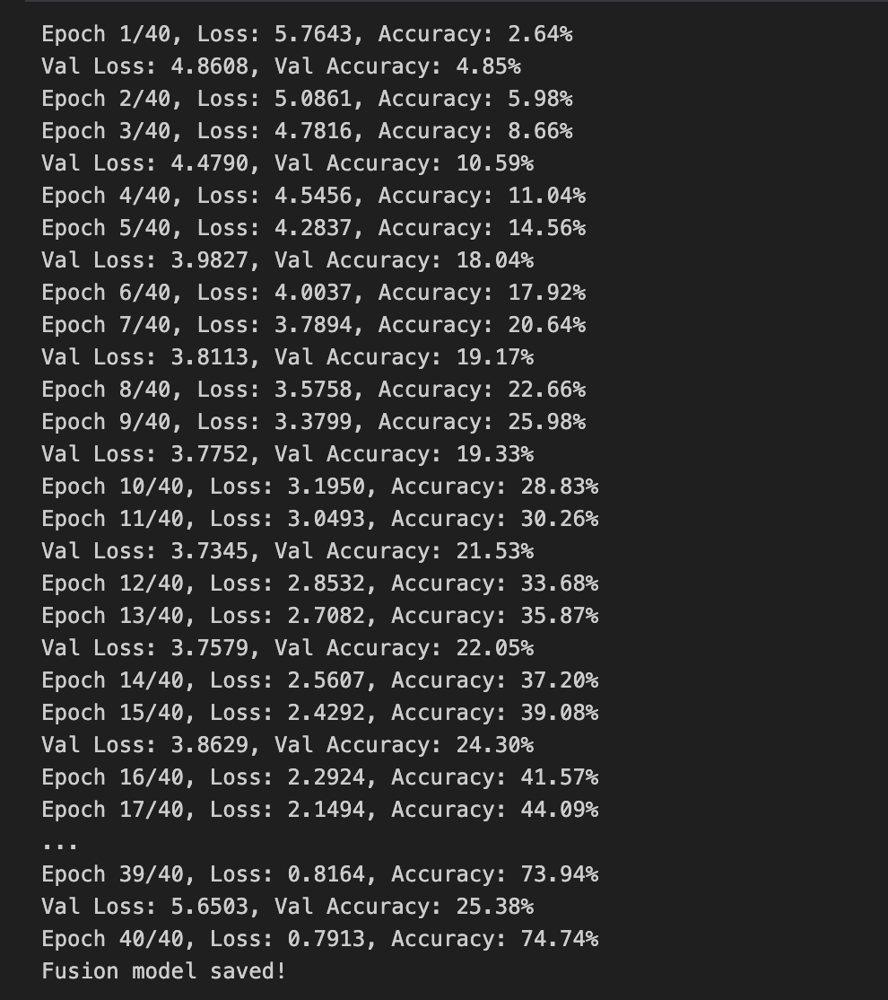 Epoch 1/40, Loss: 5.7643, Accuracy: 2.64%
Val Loss: 4.8608, Val Accuracy: 4.85%
Epoch 2/40, Loss: 5.0861, Accuracy: 5.98%
Epoch 3/40, Loss: 4.7816, Accuracy: 8.66%
Val Loss: 4.4790, Val Accuracy: 10.59%
Epoch 4/40, Loss: 4.5456, Accuracy: 11.04%
Epoch 5/40, Loss: 4.2837, Accuracy: 14.56%
Val Loss: 3.9827, Val Accuracy: 18.04%
Epoch 6/40, Loss: 4.0037, Accuracy: 17.92%
Epoch 7/40, Loss: 3.7894, Accuracy: 20.64%
Val Loss: 3.8113, Val Accuracy: 19.17%
Epoch 8/40, Loss: 3.5758, Accuracy: 22.66%
Epoch 9/40, Loss: 3.3799, Accuracy: 25.98%
Val Loss: 3.7752, Val Accuracy: 19.33%
Epoch 10/40, Loss: 3.1950, Accuracy: 28.83%
Epoch 11/40, Loss: 3.0493, Accuracy: 30.26%
Val Loss: 3.7345, Val Accuracy: 21.53%
Epoch 12/40, Loss: 2.8532, Accuracy: 33.68%
Epoch 13/40, Loss: 2.7082, Accuracy: 35.87%
Val Loss: 3.7579, Val Accuracy: 22.05%
Epoch 14/40, Loss: 2.5607, Accuracy: 37.20%
Epoch 15/40, Loss: 2.4292, Accuracy: 39.08%
Val Loss: 3.8629, Val Accuracy: 24.30%
Epoch 16/40, Loss: 2.2924, Accuracy: 41.57%
Epoch 17/40, Loss: 2.1494, Accuracy: 44.09%
...
Epoch 39/40, Loss: 0.8164, Accuracy: 73.94%
Val Loss: 5.6503, Val Accuracy: 25.38%
Epoch 40/40, Loss: 0.7913, Accuracy: 74.74%
Fusion model saved!